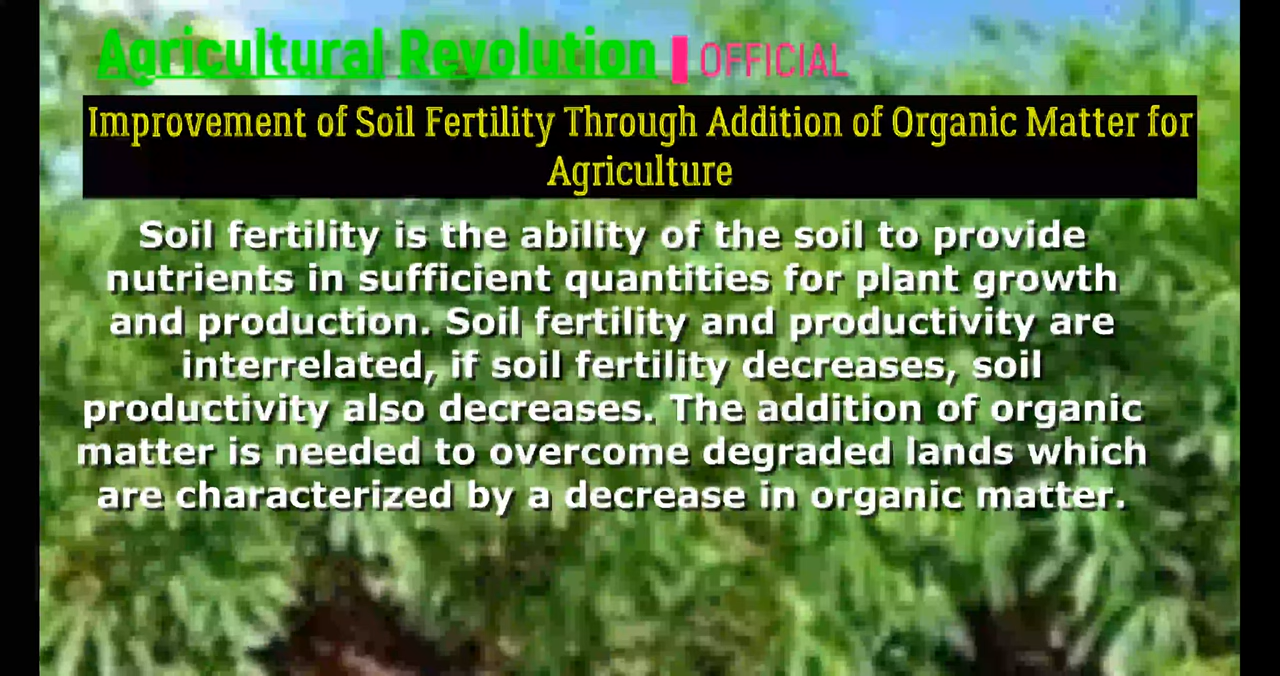 Agricultural Revolution OFFICIAL
Improvement of Soil Fertility Through Addition of Organic Matter for
Agriculture
Soil fertility is the ability of the soil to provide
nutrients in sufficient quantities for plant growth
and production. Soil fertility and productivity are
interrelated, if soil fertility decreases, soil
productivity also decreases. The addition of organic
matter is needed to overcome degraded lands which
are characterized by a decrease in organic matter.